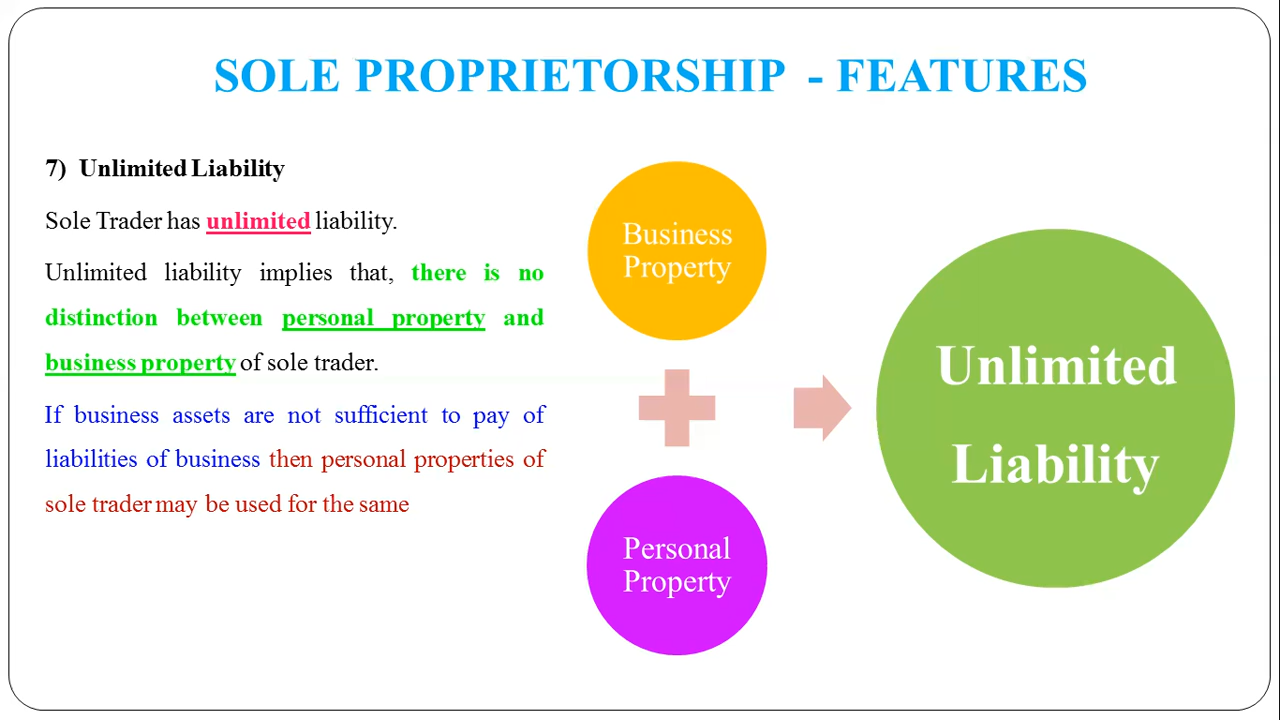 SOLE PROPRIETORSHIP - FEATURES
7) Unlimited Liability
Sole Trader has unlimited liability.
Unlimited liability implies that, there is no
distinction between personal property and
business property of sole trader.
If business assets are not sufficient to pay of
liabilities of business then personal properties of
sole trader may be used for the same
Business
Property
Personal
Property
Unlimited
Liability